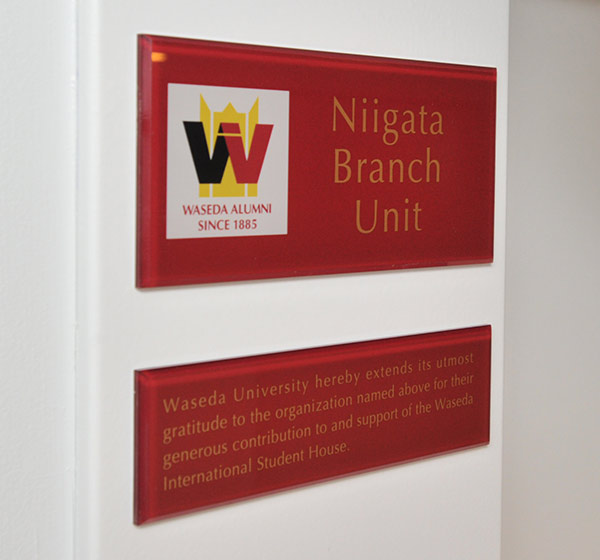 W
WASEDA ALUMNI
SINCE 1885
Niigata
Branch
Unit
Waseda University hereby extends its utmost
gratitude to the organization named above for their
generous contribution to and support of the Waseda
International Student House.